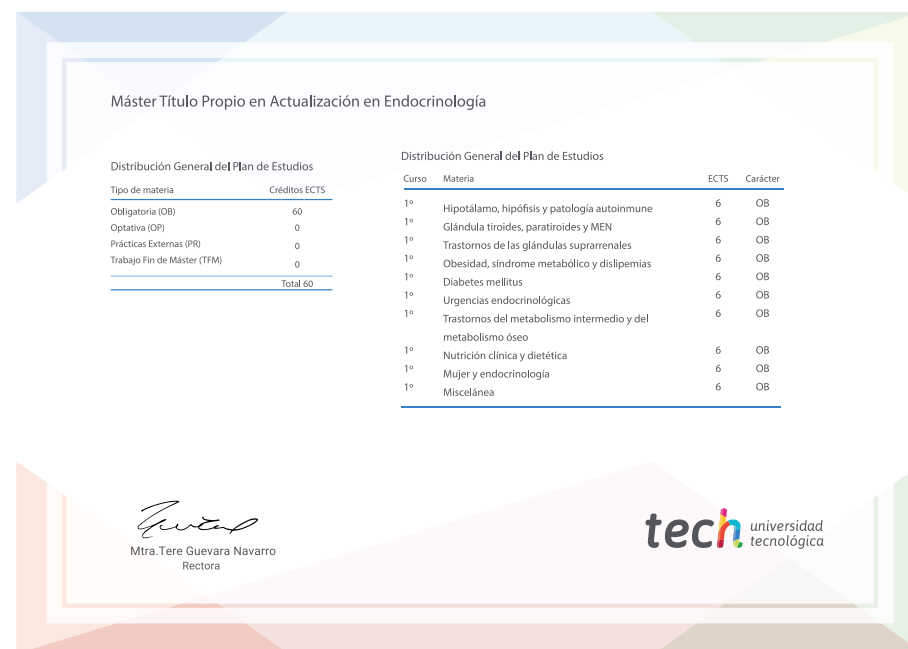 Máster Título Propio en Actualización en Endocrinología
Distribución General del Plan de Estudios
Tipo de materia Créditos ECTS
Obligatoria (OB) 60
Optativa (OP) 0
Prácticas Externas (PR) 0
Trabajo Fin de Máster (TFM) 0
Total 60
Distribución General del Plan de Estudios
Curso Materia ECTS Carácter
1º Hipotálamo, hipófisis y patología autoinmune 6 OB
1º Glándula tiroides, paratiroides y MEN 6 OB
1º Trastornos de las glándulas suprarrenales 6 OB
1º Obesidad, síndrome metabólico y dislipemias 6 OB
1º Diabetes mellitus 6 OB
1º Urgencias endocrinológicas 6 OB
1º Trastornos del metabolismo intermedio y del 6 OB
metabolismo óseo
1º Nutrición clínica y dietética 6 OB
1º Mujer y endocrinología 6 OB
1º Miscelánea 6 OB
Mtra.Tere Guevara Navarro
Rectora
tech universidad
tecnológica